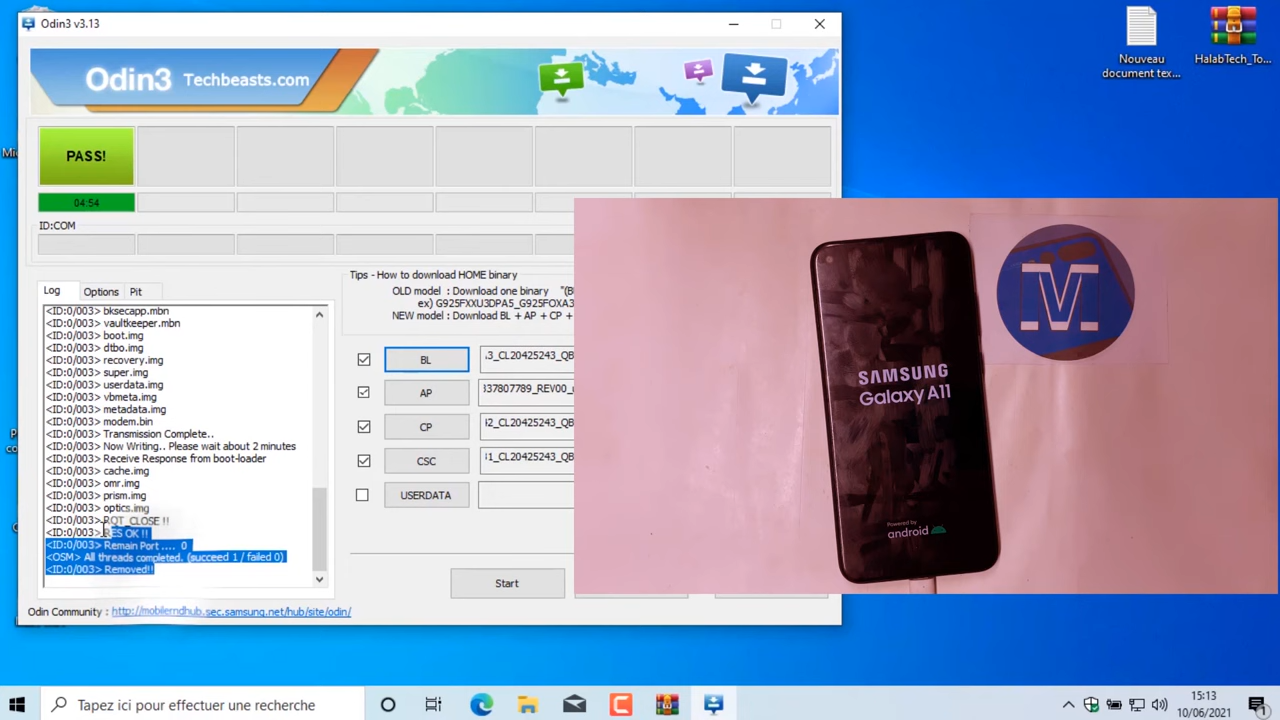 Odin3 v3.13
Odin3 Techbeasts.com
PASS!
04:54
ID:COM
Log
Options
Pit
<ID:0/003> bksecapp.mbn
<ID:0/003> vaultkeeper.mbn
<ID:0/003> boot.img
<ID:0/003> dtbo.img
<ID:0/003> recovery.img
<ID:0/003> super.img
<ID:0/003> userdata.img
<ID:0/003> vbmeta.img
<ID:0/003> metadata.img
<ID:0/003> modem.bin
<ID:0/003> Transmission Complete..
<ID:0/003> Now Writing.. Please wait about 2 minutes
<ID:0/003> Receive Response from boot-loader
<ID:0/003> cache.img
<ID:0/003> omr.img
<ID:0/003> prism.img
<ID:0/003> optics.img
<ID:0/003> RQT_CLOSE !!
<ID:0/003> RES OK !!
<ID:0/003> Remain Port .... 0
<OSM> All threads completed. (succeed 1 / failed 0)
<ID:0/003> Removed!!
Odin Community : http://mobilerndhub.sec.samsung.net/hub/site/odin/
Tips - How to download HOME binary
OLD model : Download one binary
ex) G925FXXU3DPA5_G925FOXA3
NEW model : Download BL + AP + CP +
BL
_CL20425243_QB
AP
337807789_REV00_
CP
_CL20425243_QB
CSC
_CL20425243_QB
USERDATA
Start
SAMSUNG
Galaxy A11
Powered by
android
M
Nouveau
document tex...
HalabTech_To...
Tapez ici pour effectuer une recherche
15:13
10/06/2021
1